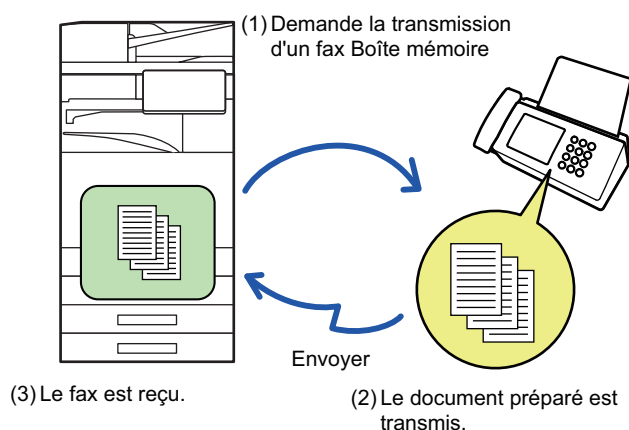 (1) Demande la transmission
d'un fax Boîte mémoire
Envoyer
(3) Le fax est reçu.
(2) Le document préparé est
transmis.